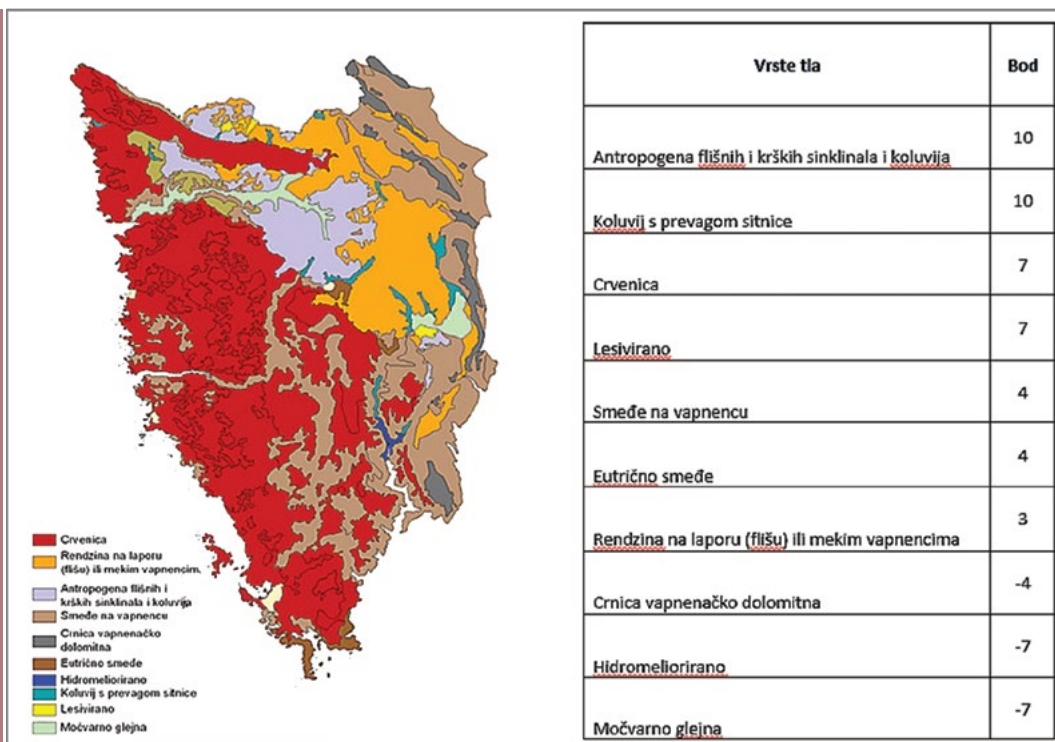 Crvenica
Rendzina na laporu
(flišu) ili mekim vapnencim.
Antropogena flišnih i
krških sinklinala i koluvija
Smeđe na vapnencu
Crnica vapnenačko
dolomitna
Eutrično smeđe
Hidromeliorirano
Koluvij s prevagom sitnice
Lesivirano
Močvarno glejna
Vrste tla Bod
Antropogena flišnih i krških sinklinala i koluvija 10
Koluvij s prevagom sitnice 10
Crvenica 7
Lesivirano 7
Smeđe na vapnencu 4
Eutrično smeđe 4
Rendzina na laporu (flišu) ili mekim vapnencima 3
Crnica vapnenačko dolomitna -4
Hidromeliorirano -7
Močvarno glejna -7